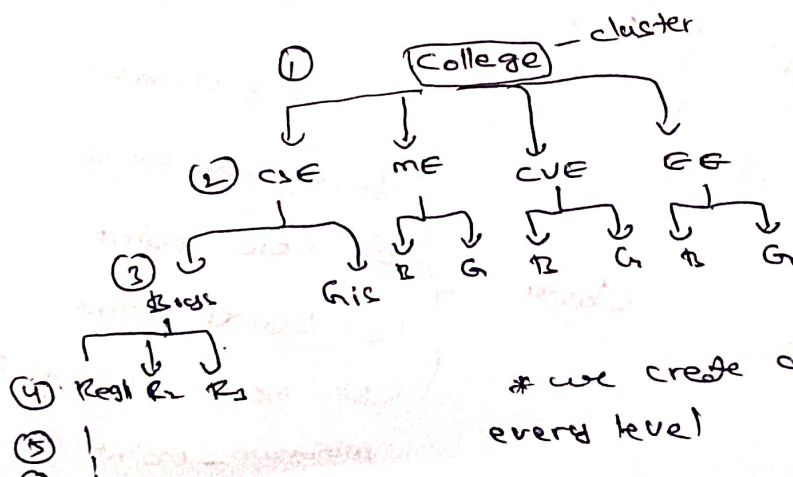 ① College — cluster
② CSE ME CVE EE
③ Boys Girls B G B G B G
④ Reg1 R2 R3
* we create
every level
⑤